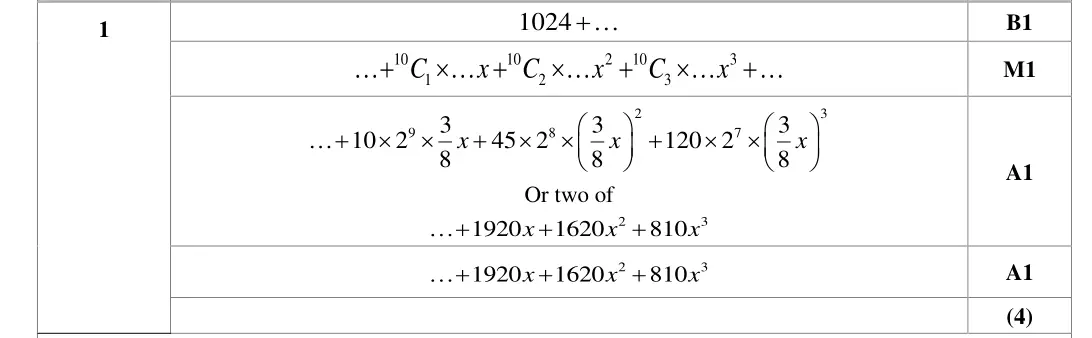 1
1024 + … B1
… + ¹⁰C₁ × … x + ¹⁰C₂ × … x² + ¹⁰C₃ × … x³ + … M1
… + 10 × 2⁹ × 3/8 x + 45 × 2⁸ × (3/8 x)² + 120 × 2⁷ × (3/8 x)³
Or two of
… + 1920x + 1620x² + 810x³
A1
… + 1920x + 1620x² + 810x³ A1
(4)